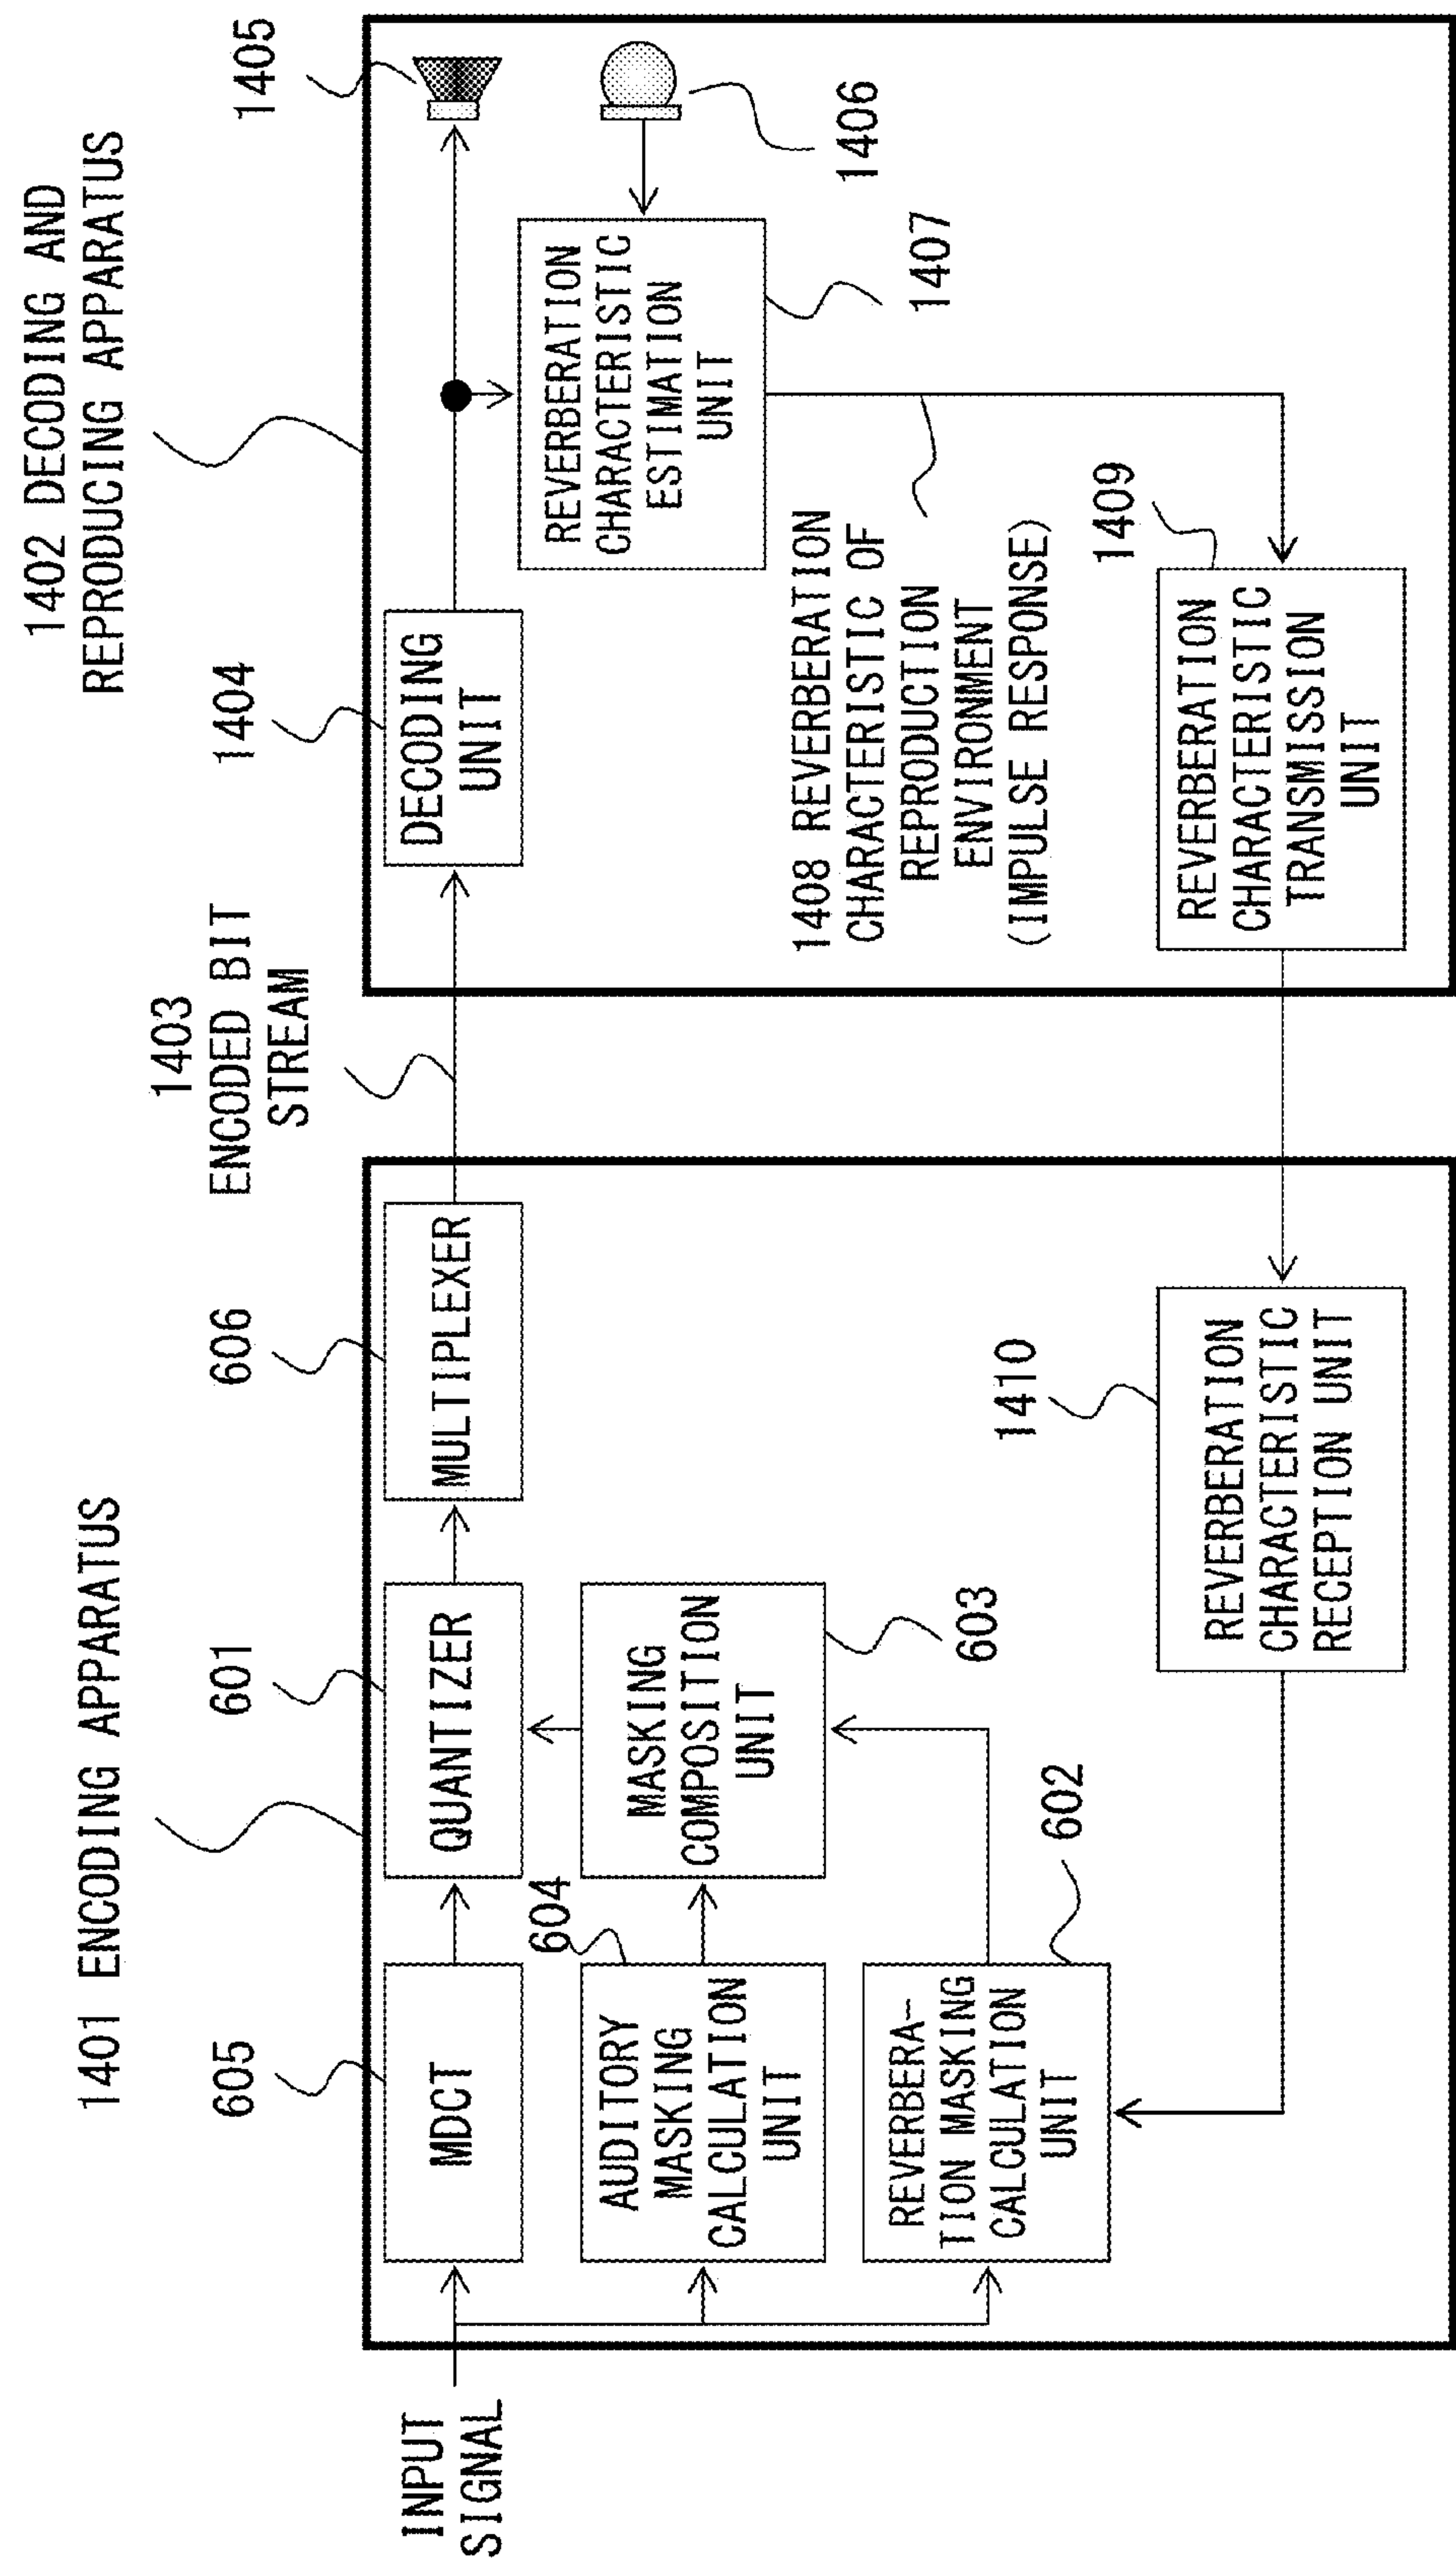 1401 ENCODING APPARATUS
1402 DECODING AND
REPRODUCING APPARATUS
INPUT
SIGNAL
605
MDCT
601
QUANTIZER
606
MULTIPLEXER
1403
ENCODED BIT
STREAM
1404
DECODING
UNIT
1405
604
AUDITORY
MASKING
CALCULATION
UNIT
MASKING
COMPOSITION
UNIT
603
REVERBERATION
CHARACTERISTIC
ESTIMATION
UNIT
1406
1407
REVERBERA-
TION MASKING
CALCULATION
UNIT
602
1408 REVERBERATION
CHARACTERISTIC OF
REPRODUCTION
ENVIRONMENT
(IMPULSE RESPONSE)
1410
REVERBERATION
CHARACTERISTIC
RECEPTION UNIT
1409
REVERBERATION
CHARACTERISTIC
TRANSMISSION
UNIT